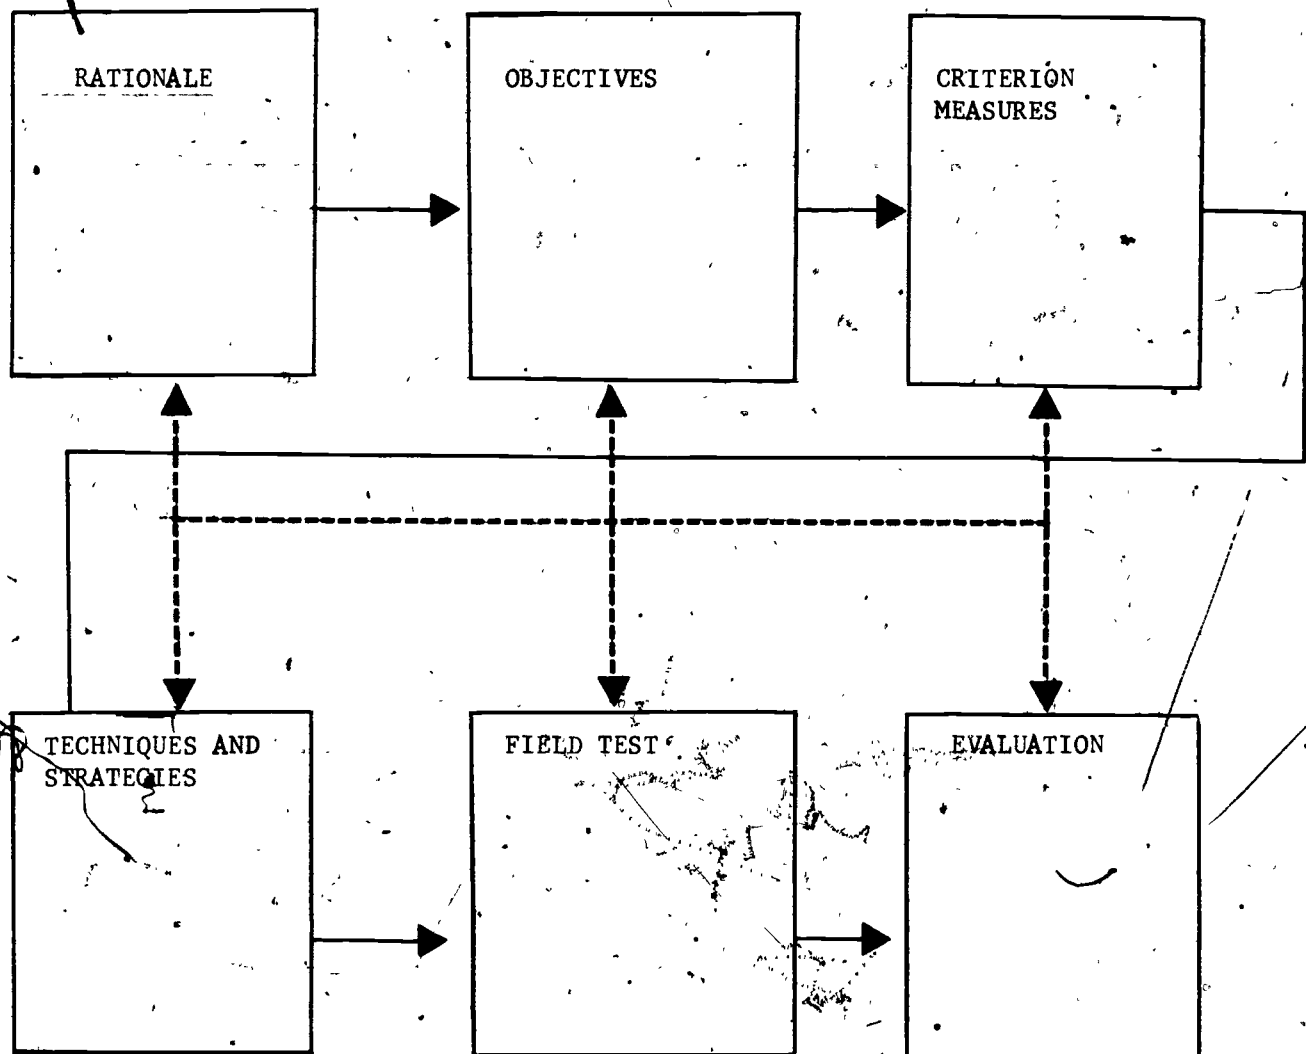 RATIONALE
OBJECTIVES
CRITERION
MEASURES
TECHNIQUES AND
STRATEGIES
FIELD TEST
EVALUATION